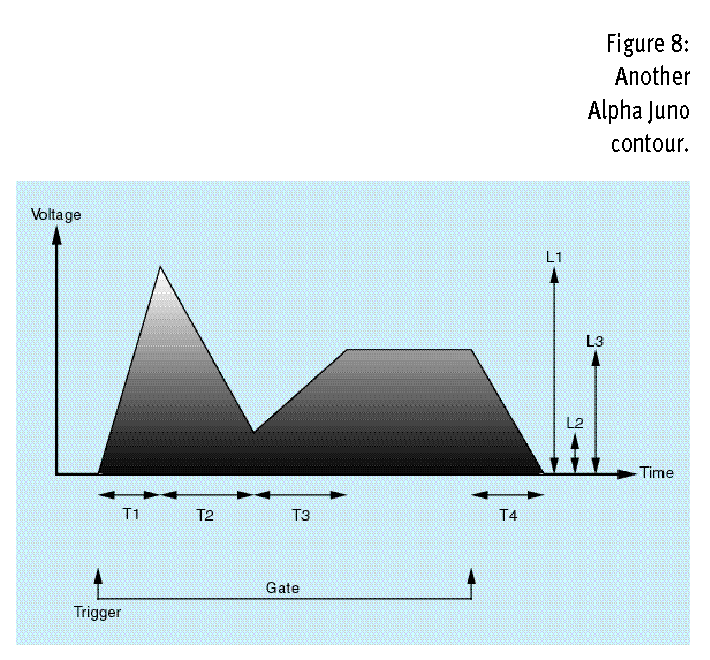 Figure 8:
Another
Alpha Juno
contour.
Voltage
L1
L3
L2
Time
T1 T2 T3 T4
Gate
Trigger